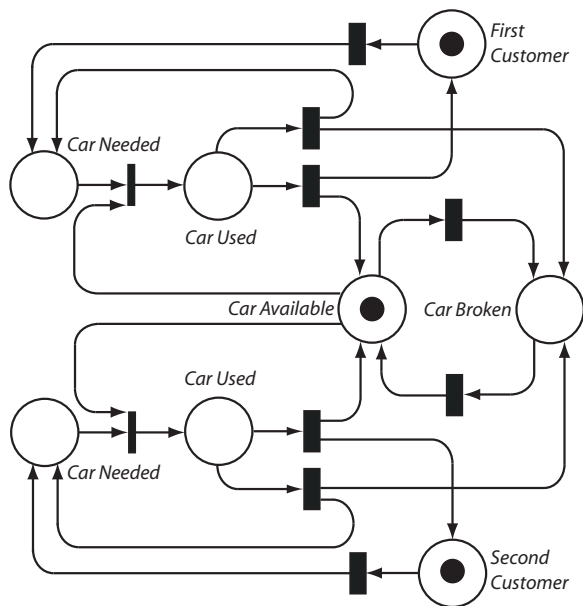 First
Customer
Car Needed
Car Used
Car Available
Car Broken
Car Used
Car Needed
Second
Customer